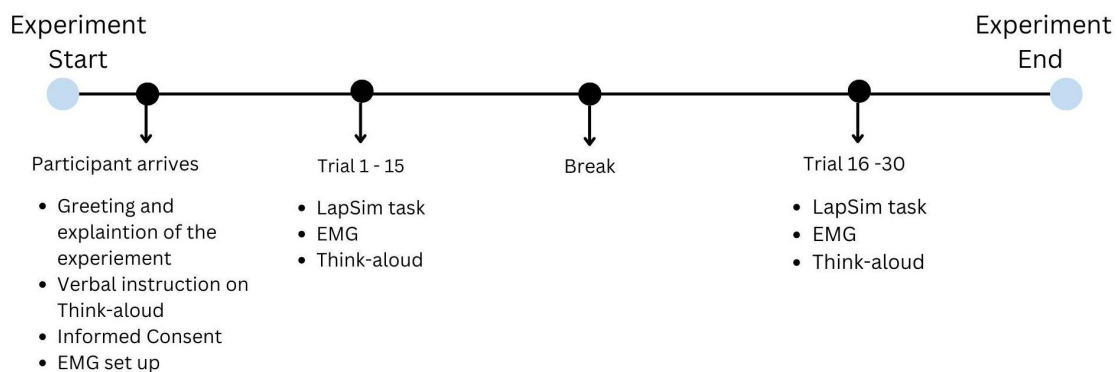 Experiment
Start
Experiment
End
Participant arrives
• Greeting and
explaintion of the
experiement
• Verbal instruction on
Think-aloud
• Informed Consent
• EMG set up
Trial 1 - 15
• LapSim task
• EMG
• Think-aloud
Break
Trial 16 -30
• LapSim task
• EMG
• Think-aloud